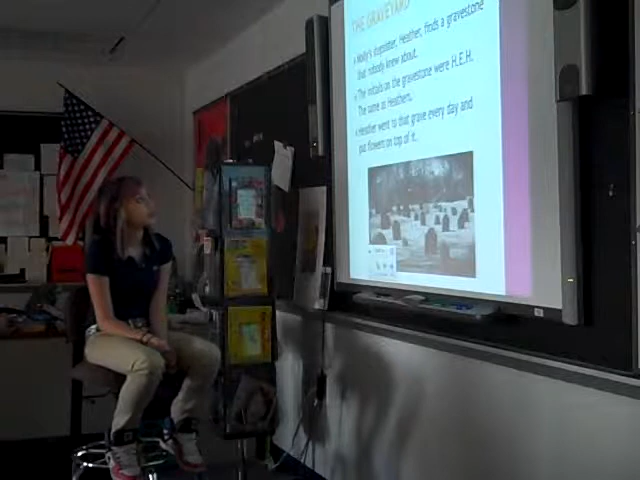 THE GRAVEYARD
Molly's stepsister, Heather, finds a gravestone
that nobody knew about.
The initials on the gravestone were H.E.H.
The same as Heathers.
Heather went to that grave every day and
put flowers on top of it.